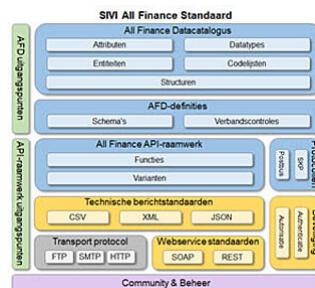 SIVI All Finance Standaard
AFD uitgangspunten
All Finance Datacatalogus
Attributen
Datatypes
Entiteiten
Codelijsten
Structuren
AFD-definities
Schema's
Verbandscontroles
API-raamwerk uitgangspunten
All Finance API-raamwerk
Functies
Varianten
Protocollen
Postbus
SKP
Technische berichtstandaarden
CSV
XML
JSON
Beveiliging
Autorisatie
Authenticatie
Transport protocol
FTP
SMTP
HTTP
Webservice standaarden
SOAP
REST
Community & Beheer